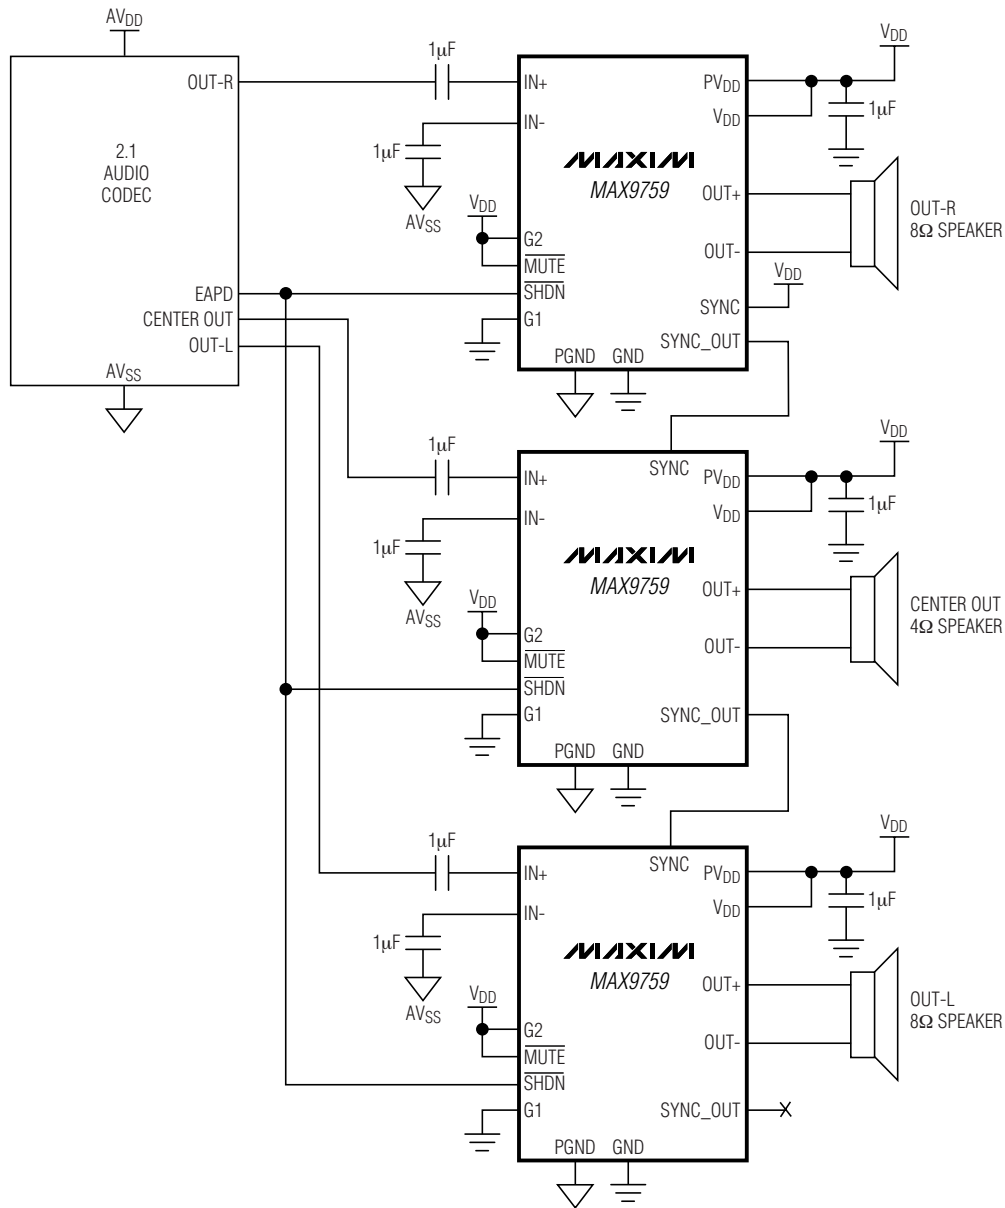 AVDD
2.1
AUDIO
CODEC
OUT-R
EAPD
CENTER OUT
OUT-L
AVSS
1µF
1µF
AVSS
VDD
IN+
IN-
G2
MUTE
SHDN
G1
MAXIM
MAX9759
PGND
GND
PVDD
VDD
OUT+
OUT-
SYNC
SYNC_OUT
VDD
1µF
OUT-R
8Ω SPEAKER
VDD
1µF
1µF
AVSS
VDD
SYNC
IN+
IN-
G2
MUTE
SHDN
G1
MAXIM
MAX9759
PGND
GND
PVDD
VDD
OUT+
OUT-
SYNC_OUT
VDD
1µF
CENTER OUT
4Ω SPEAKER
1µF
1µF
AVSS
VDD
SYNC
IN+
IN-
G2
MUTE
SHDN
G1
MAXIM
MAX9759
PGND
GND
PVDD
VDD
OUT+
OUT-
SYNC_OUT
VDD
1µF
OUT-L
8Ω SPEAKER